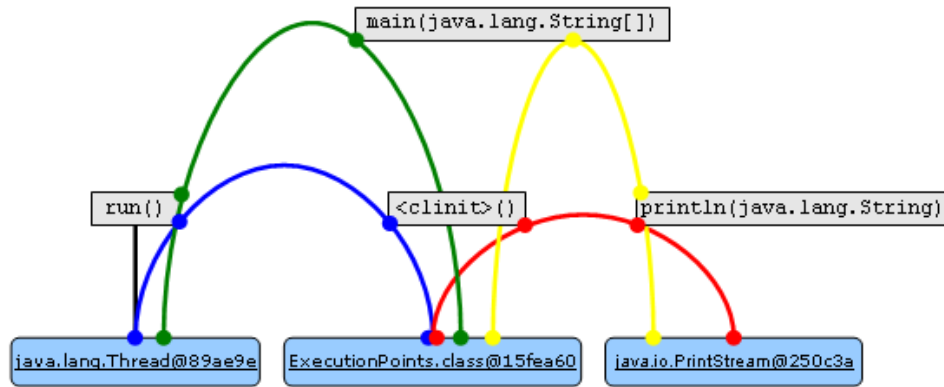 main(java.lang.String[])
run()
<clinit>()
println(java.lang.String)
java.lang.Thread@89ae9e
ExecutionPoints.class@15fea60
java.io.PrintStream@250c3a